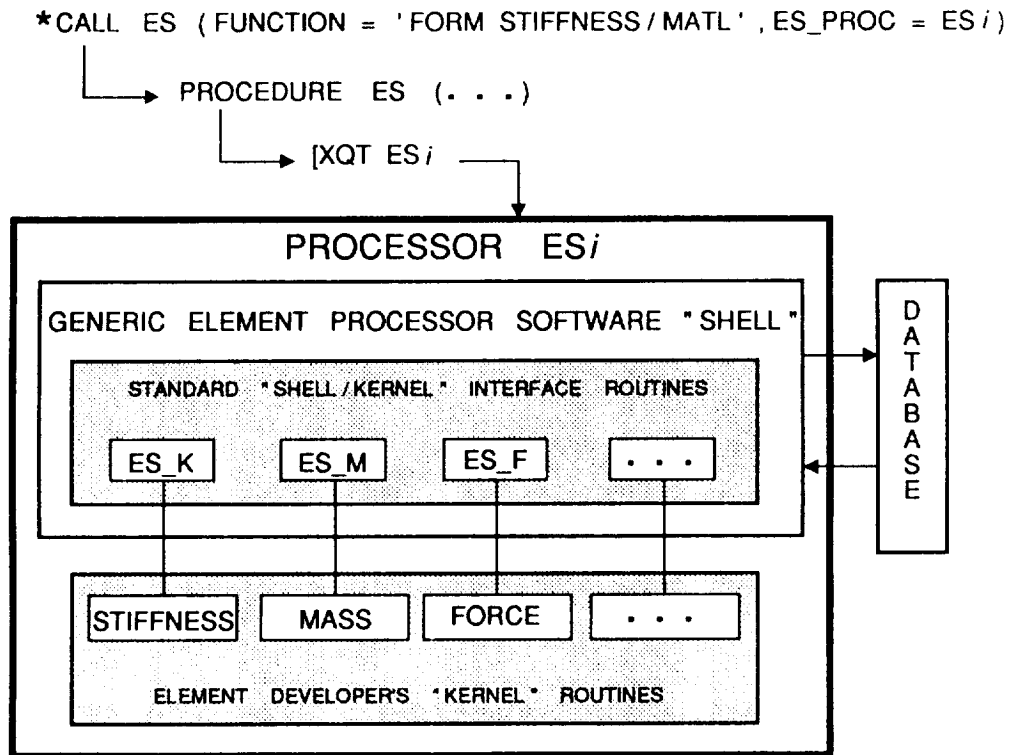 *CALL ES (FUNCTION = 'FORM STIFFNESS/MATL', ES_PROC = ESi)
PROCEDURE ES (. . .)
[XQT ESi
PROCESSOR ESi
GENERIC ELEMENT PROCESSOR SOFTWARE "SHELL"
STANDARD "SHELL/KERNEL" INTERFACE ROUTINES
ES_K ES_M ES_F . . .
STIFFNESS MASS FORCE . . .
ELEMENT DEVELOPER'S "KERNEL" ROUTINES
DATABASE